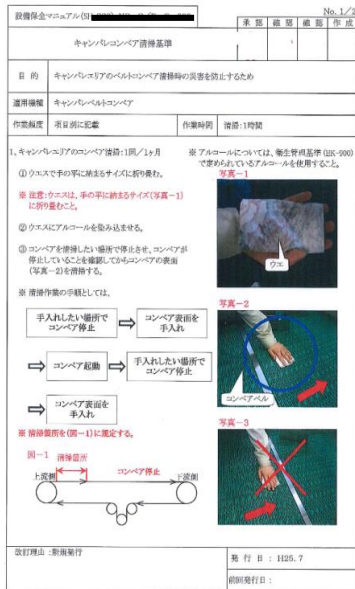 設備保全マニュアル(SH-
No. 1/2
承 認 確 認 確 認 作 成
キャンバレコンベア清掃基準
目 的 キャンバレエリアのベルトコンベア清掃時の災害を防止するため
適用機種 キャンバレベルトコンベア
作業頻度 項目別に記載 作業時間 清掃:1時間
1、キャンバレエリアのコンベア清掃:1回/1ヶ月
① ウエスで手の平に納まるサイズに折り畳む。
※ 注意:ウエスは、手の平に納まるサイズ(写真-1)
に折り畳むこと。
② ウエスにアルコールを染み込ませる。
③ コンベアを清掃したい場所で停止させ、コンベアが
停止していることを確認してからコンベアの表面
(写真-2)を清掃する。
※ 清掃作業の手順としては、
手入れしたい場所で
コンベア停止
コンベア表面を
手入れ
コンベア起動
手入れしたい場所で
コンベア停止
コンベア表面を
手入れ
※ 清掃箇所を(図-1)に規定する。
図-1
清掃箇所
上流側
コンベア停止
下流側
※ アルコールについては、衛生管理基準(EK-900)
で定められているアルコールを使用すること。
写真-1
ウエ
写真-2
コンベアベル
写真-3
改訂理由 :新規発行
発 行 日 : H25.7
前回発行日 :